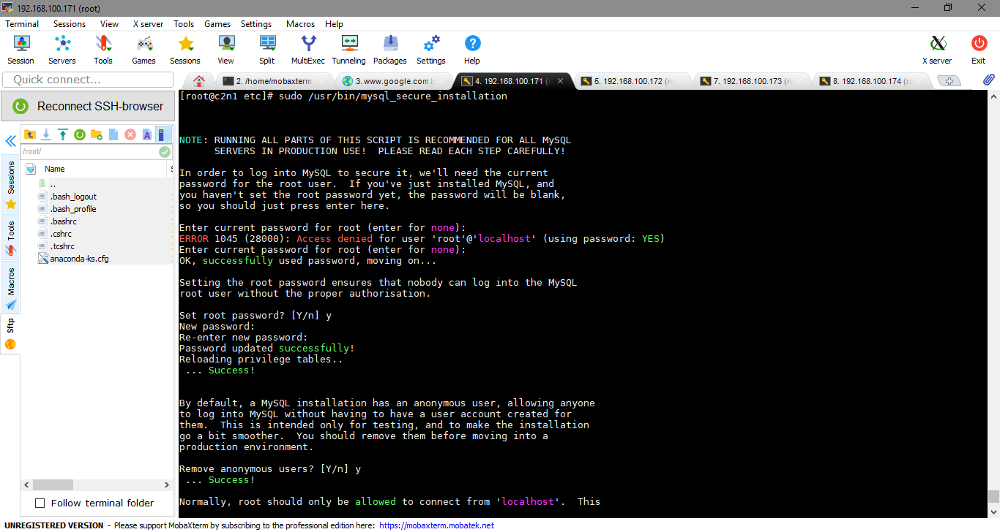 192.168.100.171 (root)
Terminal Sessions View X server Tools Games Settings Macros Help
Session Servers Tools Games Sessions View Split MultiExec Tunneling Packages Settings Help X server Exit
Quick connect...
2. /home/mobaxterm
3. www.google.com.b
4. 192.168.100.171 (r
5. 192.168.100.172 (r
7. 192.168.100.173 (r
8. 192.168.100.174 (r
Reconnect SSH-browser
/root/
Name
..
.bash_logout
.bash_profile
.bashrc
.cshrc
.tcshrc
anaconda-ks.cfg
Sessions
Tools
Macros
Sftp
Follow terminal folder
[root@c2n1 etc]# sudo /usr/bin/mysql_secure_installation
NOTE: RUNNING ALL PARTS OF THIS SCRIPT IS RECOMMENDED FOR ALL MySQL
SERVERS IN PRODUCTION USE!  PLEASE READ EACH STEP CAREFULLY!
In order to log into MySQL to secure it, we'll need the current
password for the root user.  If you've just installed MySQL, and
you haven't set the root password yet, the password will be blank,
so you should just press enter here.
Enter current password for root (enter for none):
ERROR 1045 (28000): Access denied for user 'root'@'localhost' (using password: YES)
Enter current password for root (enter for none):
OK, successfully used password, moving on...
Setting the root password ensures that nobody can log into the MySQL
root user without the proper authorisation.
Set root password? [Y/n] y
New password:
Re-enter new password:
Password updated successfully!
Reloading privilege tables..
... Success!
By default, a MySQL installation has an anonymous user, allowing anyone
to log into MySQL without having to have a user account created for
them.  This is intended only for testing, and to make the installation
go a bit smoother.  You should remove them before moving into a
production environment.
Remove anonymous users? [Y/n] y
... Success!
Normally, root should only be allowed to connect from 'localhost'.  This
UNREGISTERED VERSION - Please support MobaXterm by subscribing to the professional edition here: https://mobaxterm.mobatek.net